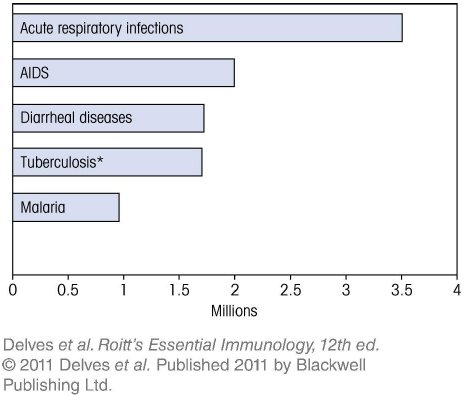 Acute respiratory infections
AIDS
Diarrheal diseases
Tuberculosis*
Malaria
0 0.5 1 1.5 2 2.5 3 3.5 4
Millions
Delves et al. Roitt's Essential Immunology, 12th ed.
© 2011 Delves et al. Published 2011 by Blackwell
Publishing Ltd.